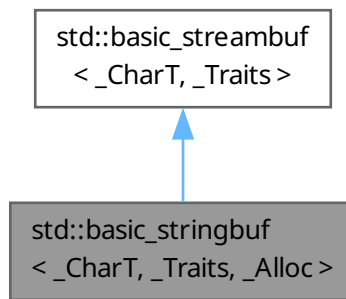 std::basic_streambuf
< _CharT, _Traits >
std::basic_stringbuf
< _CharT, _Traits, _Alloc >